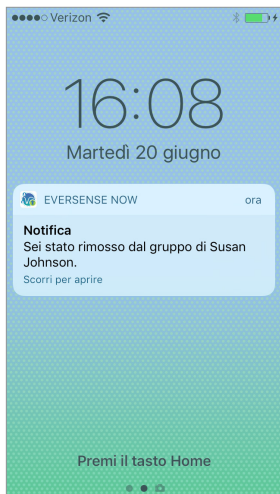 Verizon
16:08
Martedì 20 giugno
EVERSENSE NOW ora
Notifica
Sei stato rimosso dal gruppo di Susan
Johnson.
Scorri per aprire
Premi il tasto Home